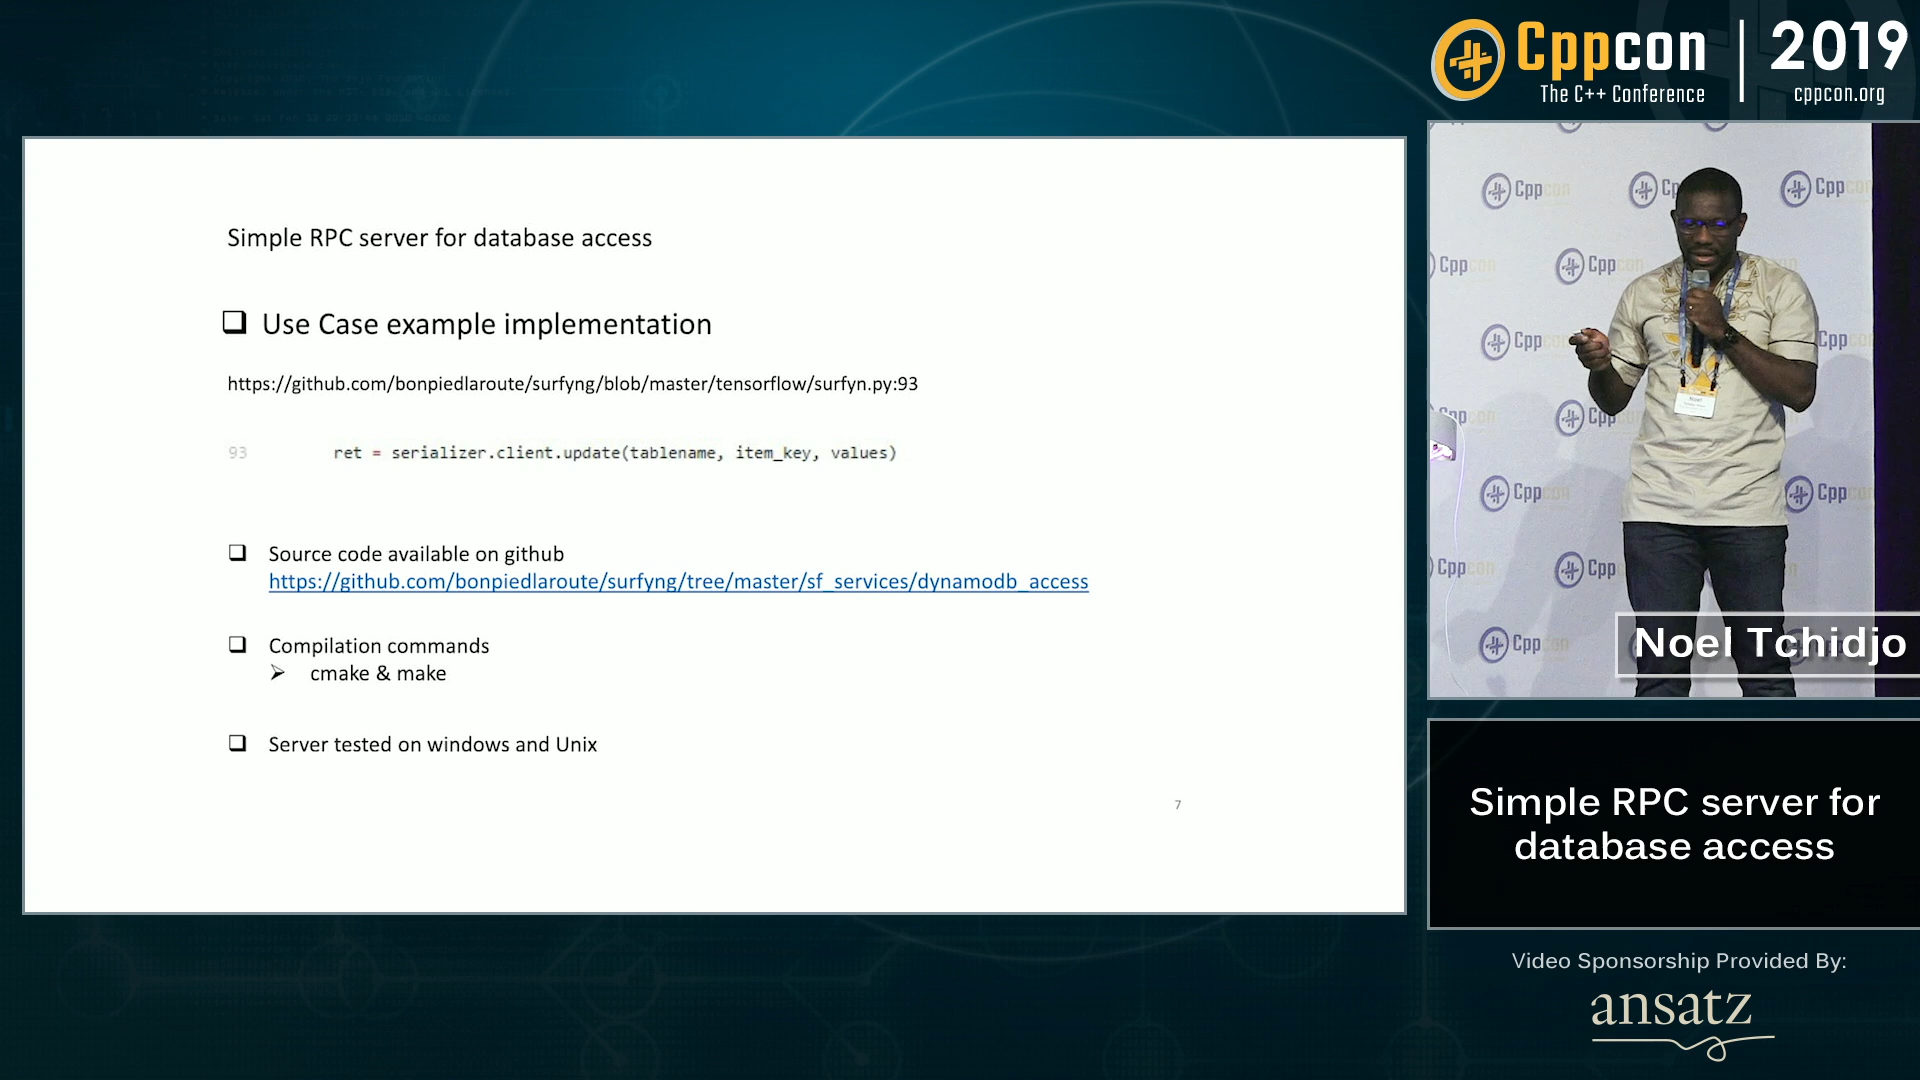 Cppcon
The C++ Conference
2019
cppcon.org
Simple RPC server for database access
Use Case example implementation
https://github.com/bonpiedlaroute/surfyng/blob/master/tensorflow/surfyn.py:93
93 ret = serializer.client.update(tablename, item_key, values)
Source code available on github
https://github.com/bonpiedlaroute/surfyng/tree/master/sf_services/dynamodb_access
Compilation commands
cmake & make
Server tested on windows and Unix
7
Noel Tchidjo
Simple RPC server for
database access
Video Sponsorship Provided By:
ansatz